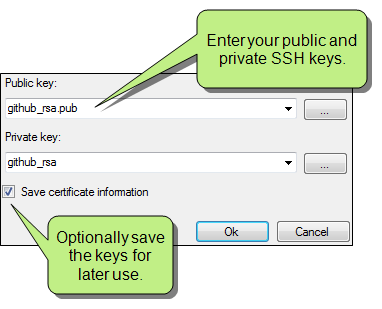 Enter your public and
private SSH keys.
Public key:
github_rsa.pub
...
Private key:
github_rsa
...
Save certificate information
Ok
Cancel
Optionally save
the keys for
later use.